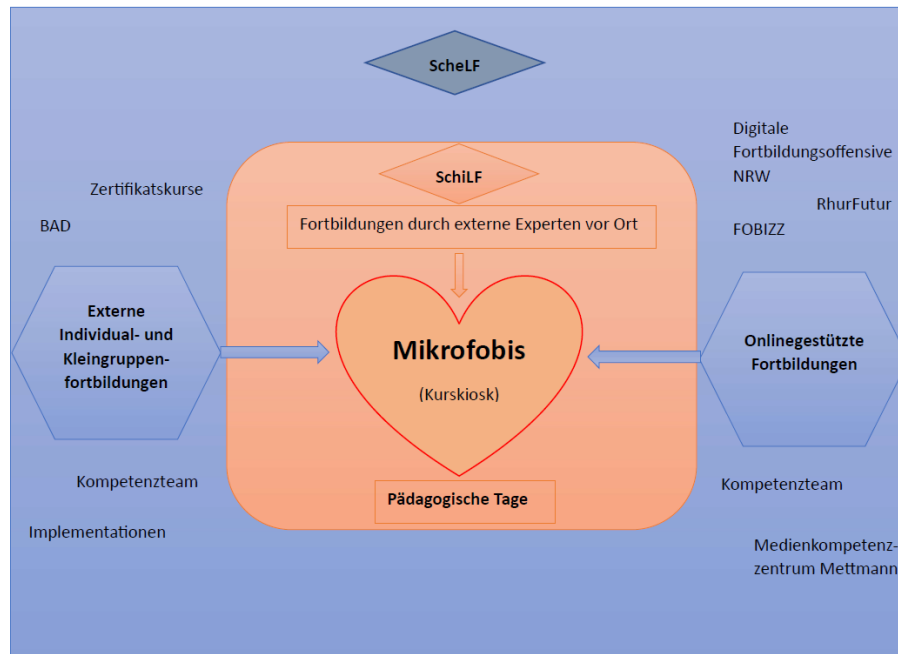 ScheLF
Digitale
Fortbildungsoffensive
NRW
RhurFutur
FOBIZZ
Zertifikatskurse
BAD
SchiLF
Fortbildungen durch externe Experten vor Ort
Externe
Individual- und
Kleingruppen-
fortbildungen
Mikrofobis
(Kurskiosk)
Onlinegestützte
Fortbildungen
Pädagogische Tage
Kompetenzteam
Implementationen
Kompetenzteam
Medienkompetenz-
zentrum Mettmann